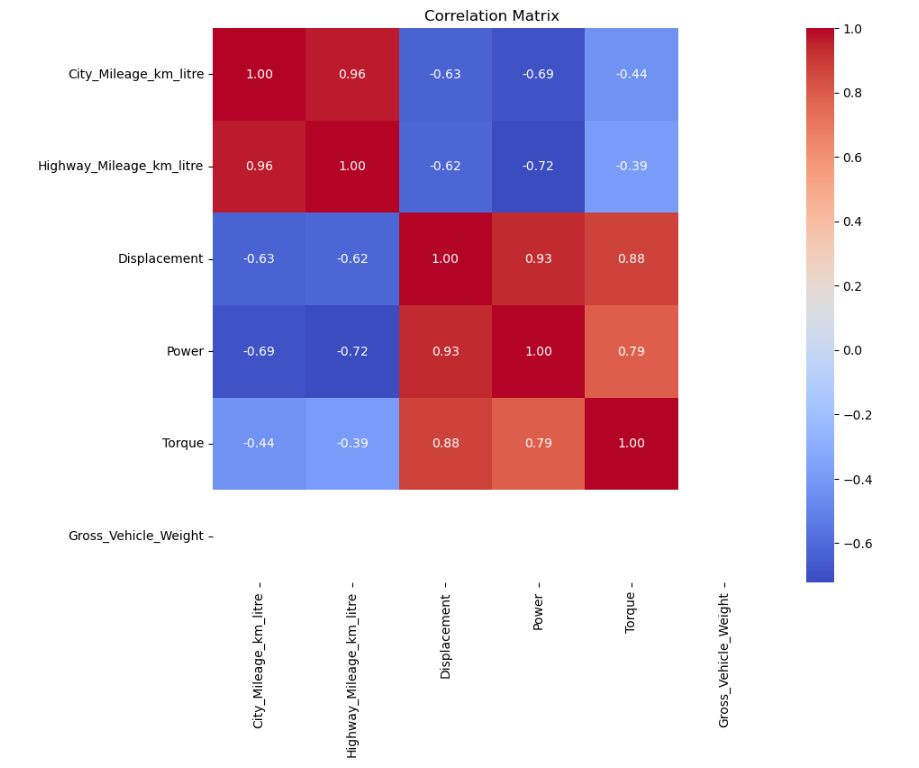 Correlation Matrix
City_Mileage_km_litre 1.00 0.96 -0.63 -0.69 -0.44
Highway_Mileage_km_litre 0.96 1.00 -0.62 -0.72 -0.39
Displacement -0.63 -0.62 1.00 0.93 0.88
Power -0.69 -0.72 0.93 1.00 0.79
Torque -0.44 -0.39 0.88 0.79 1.00
Gross_Vehicle_Weight
City_Mileage_km_litre
Highway_Mileage_km_litre
Displacement
Power
Torque
Gross_Vehicle_Weight
1.0
0.8
0.6
0.4
0.2
0.0
−0.2
−0.4
−0.6